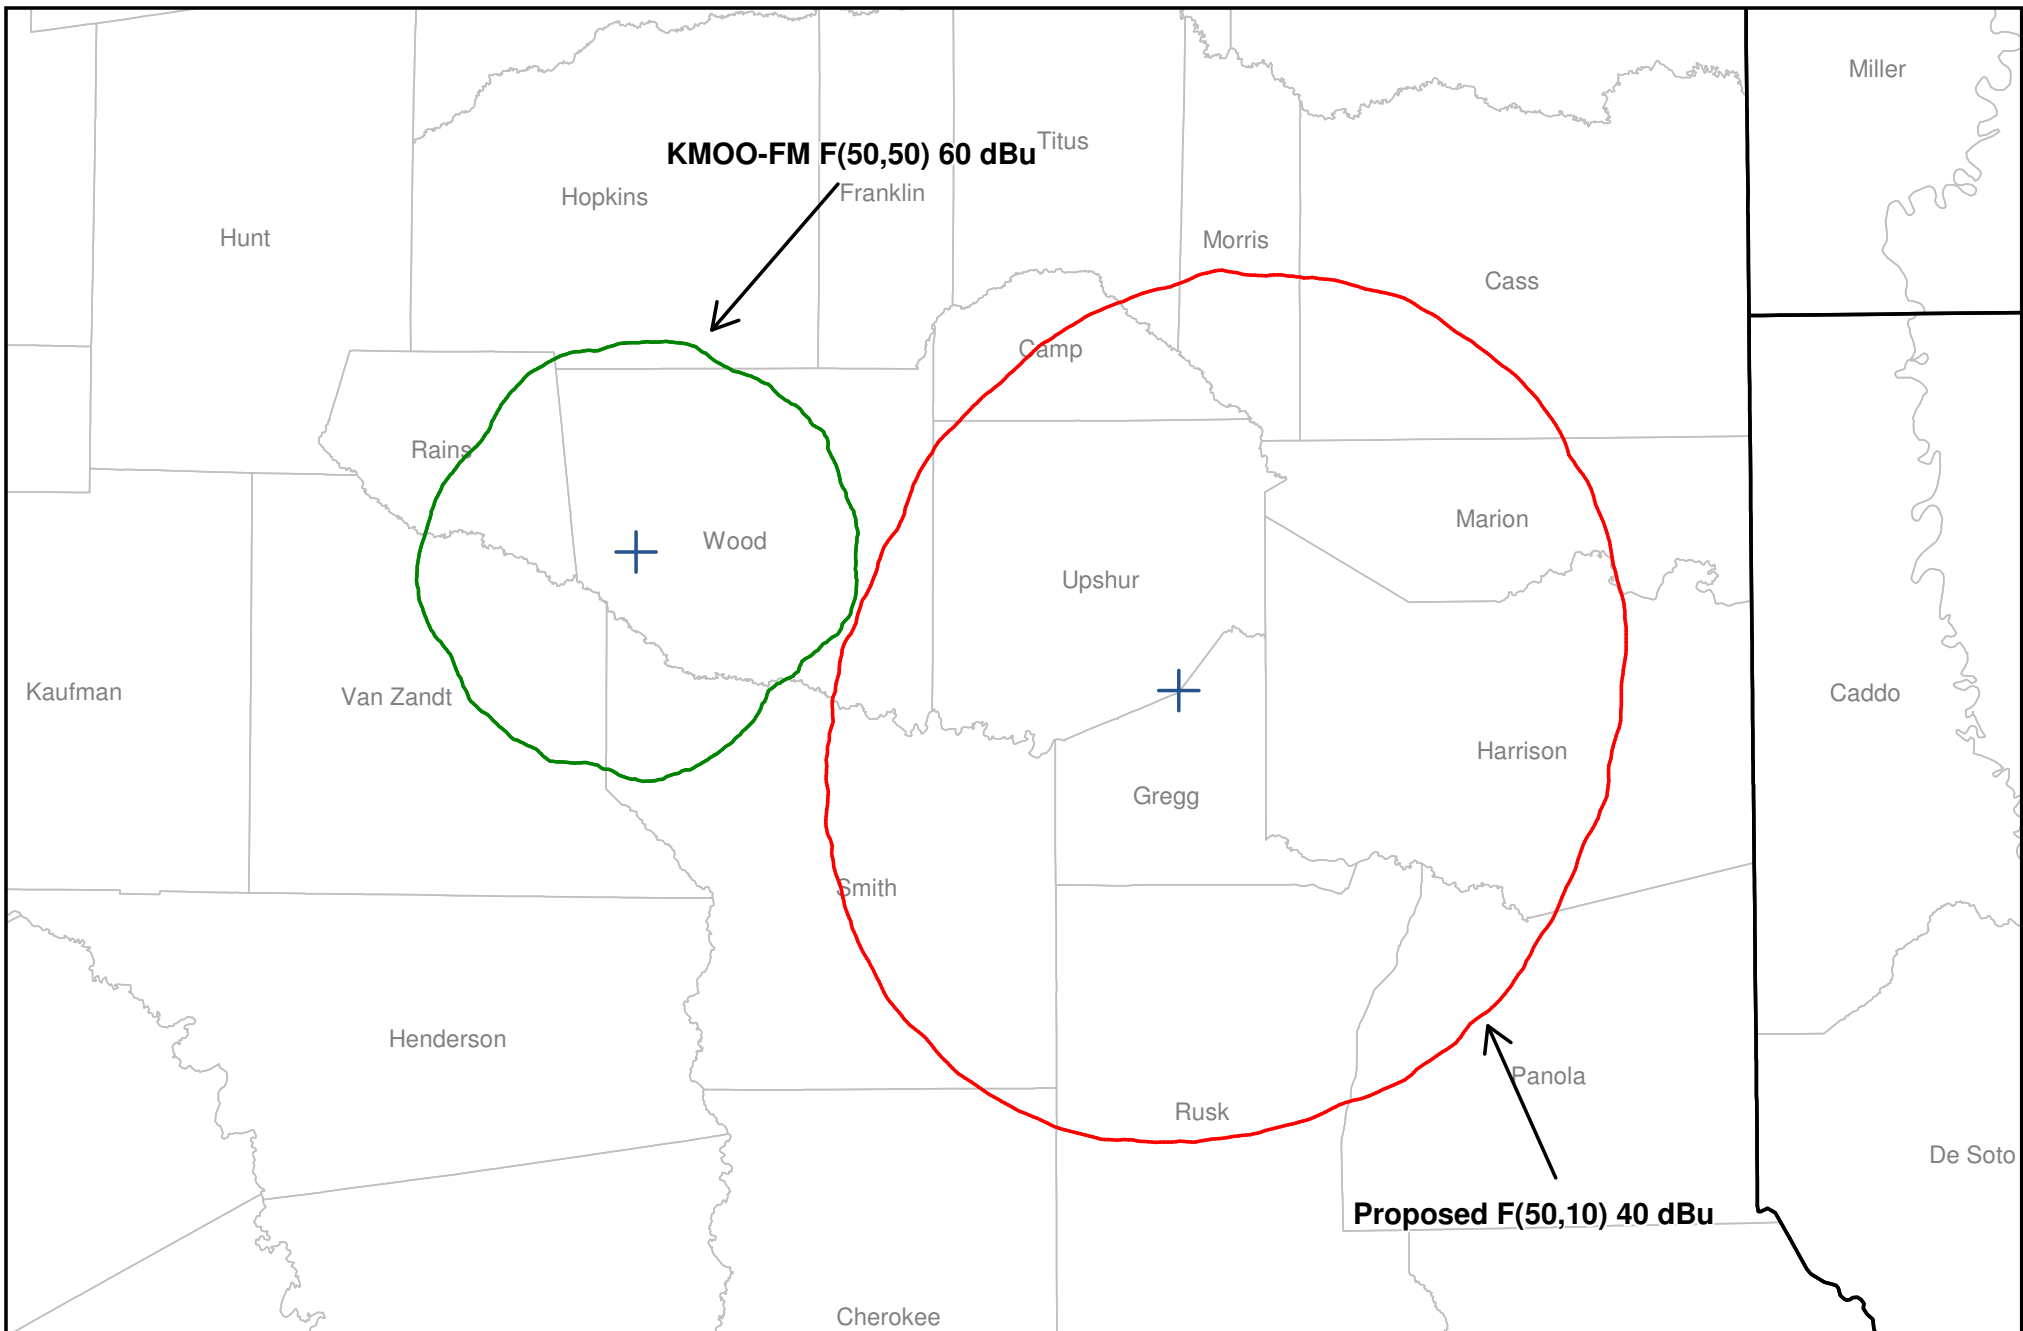 Miller
Titus
KMOO-FM F(50,50) 60 dBu
Franklin
Hopkins
Hunt
Morris
Cass
Camp
Rains
Marion
Wood
Upshur
Kaufman
Van Zandt
Caddo
Harrison
Gregg
Smith
Henderson
Panola
Rusk
De Soto
Proposed F(50,10) 40 dBu
Cherokee